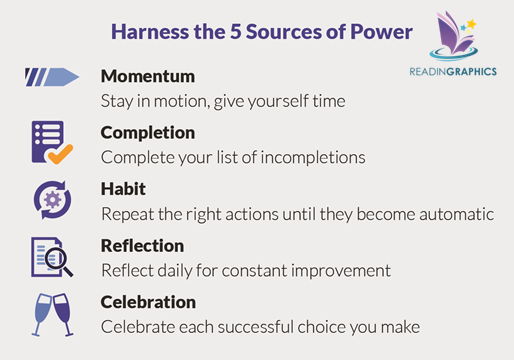 Harness the 5 Sources of Power
READINGRAPHICS
Momentum
Stay in motion, give yourself time
Completion
Complete your list of incompletions
Habit
Repeat the right actions until they become automatic
Reflection
Reflect daily for constant improvement
Celebration
Celebrate each successful choice you make